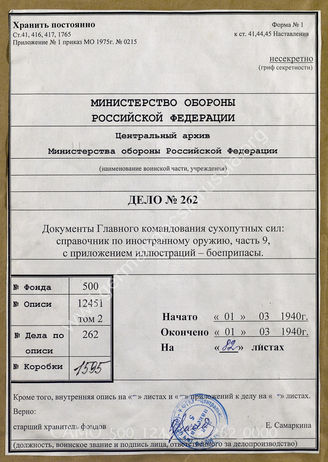 Хранить постоянно
Ст.41, 416, 417, 1765
Приложение № 1 приказ МО 1975г. № 0215
Форма № 1
к ст. 41,44,45 Наставления
несекретно
(гриф секретности)
МИНИСТЕРСТВО ОБОРОНЫ
РОССИЙСКОЙ ФЕДЕРАЦИИ
Центральный архив
Министерства обороны Российской Федерации
(наименование воинской части, учреждения)
ДЕЛО № 262
Документы Главного командования сухопутных сил:
справочник по иностранному оружию, часть 9,
с приложением иллюстраций – боеприпасы.
№ Фонда 500
№ Описи 12451
том 2
№ Дела по описи 262
№ Коробки 1595
Начато « 01 » 03 1940г.
Окончено « 01 » 03 1940г.
На « 82 » листах
Кроме того, внутренняя опись на «–» листах и «–» приложений к делу на « » листах.
Верно:
старший хранитель фондов
Е. Самаркина
(должность, воинское звание и подпись лица, ответственного за делопроизводство)